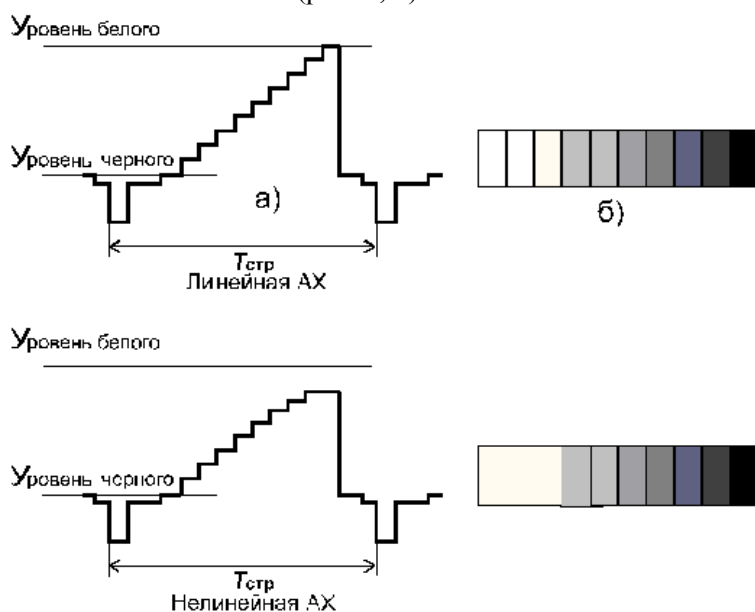 Уровень белого
Уровень черного
а)
б)
Tстр
Линейная АХ
Уровень белого
Уровень черного
Tстр
Нелинейная АХ